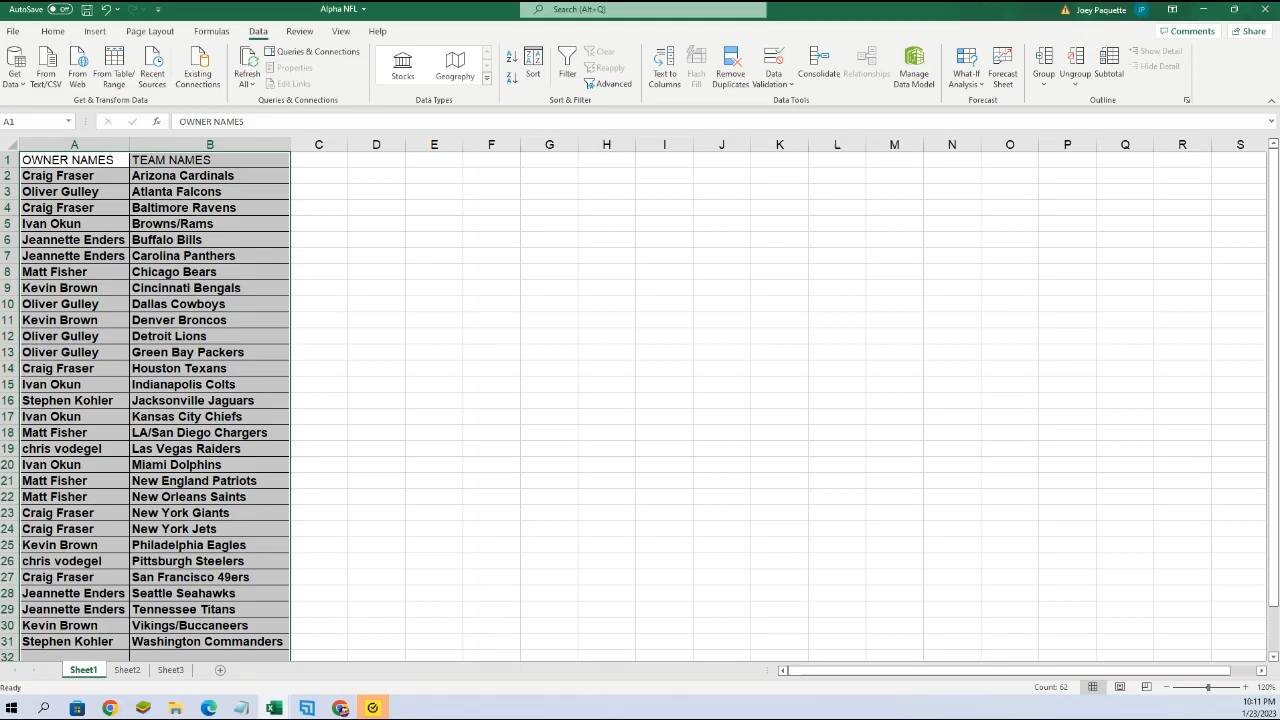 AutoSave Off Alpha NFL Search (Alt+Q) Joey Paquette JP
File Home Insert Page Layout Formulas Data Review View Help Comments Share
Get Data From Text/CSV From Web From Table/ Range Recent Sources Existing Connections Refresh All Queries & Connections Properties Edit Links Stocks Geography Sort Filter Clear Reapply Advanced Text to Columns Flash Fill Remove Duplicates Data Validation Consolidate Relationships Manage Data Model What-If Analysis Forecast Sheet Group Ungroup Subtotal Show Detail Hide Detail
Get & Transform Data Queries & Connections Data Types Sort & Filter Data Tools Forecast Outline
A1 fx OWNER NAMES
A B C D E F G H I J K L M N O P Q R S
1 OWNER NAMES TEAM NAMES
2 Craig Fraser Arizona Cardinals
3 Oliver Gulley Atlanta Falcons
4 Craig Fraser Baltimore Ravens
5 Ivan Okun Browns/Rams
6 Jeannette Enders Buffalo Bills
7 Jeannette Enders Carolina Panthers
8 Matt Fisher Chicago Bears
9 Kevin Brown Cincinnati Bengals
10 Oliver Gulley Dallas Cowboys
11 Kevin Brown Denver Broncos
12 Oliver Gulley Detroit Lions
13 Oliver Gulley Green Bay Packers
14 Craig Fraser Houston Texans
15 Ivan Okun Indianapolis Colts
16 Stephen Kohler Jacksonville Jaguars
17 Ivan Okun Kansas City Chiefs
18 Matt Fisher LA/San Diego Chargers
19 chris vodegel Las Vegas Raiders
20 Ivan Okun Miami Dolphins
21 Matt Fisher New England Patriots
22 Matt Fisher New Orleans Saints
23 Craig Fraser New York Giants
24 Craig Fraser New York Jets
25 Kevin Brown Philadelphia Eagles
26 chris vodegel Pittsburgh Steelers
27 Craig Fraser San Francisco 49ers
28 Jeannette Enders Seattle Seahawks
29 Jeannette Enders Tennessee Titans
30 Kevin Brown Vikings/Buccaneers
31 Stephen Kohler Washington Commanders
32
Sheet1 Sheet2 Sheet3
Ready Count: 62 120%
10:11 PM
1/23/2023